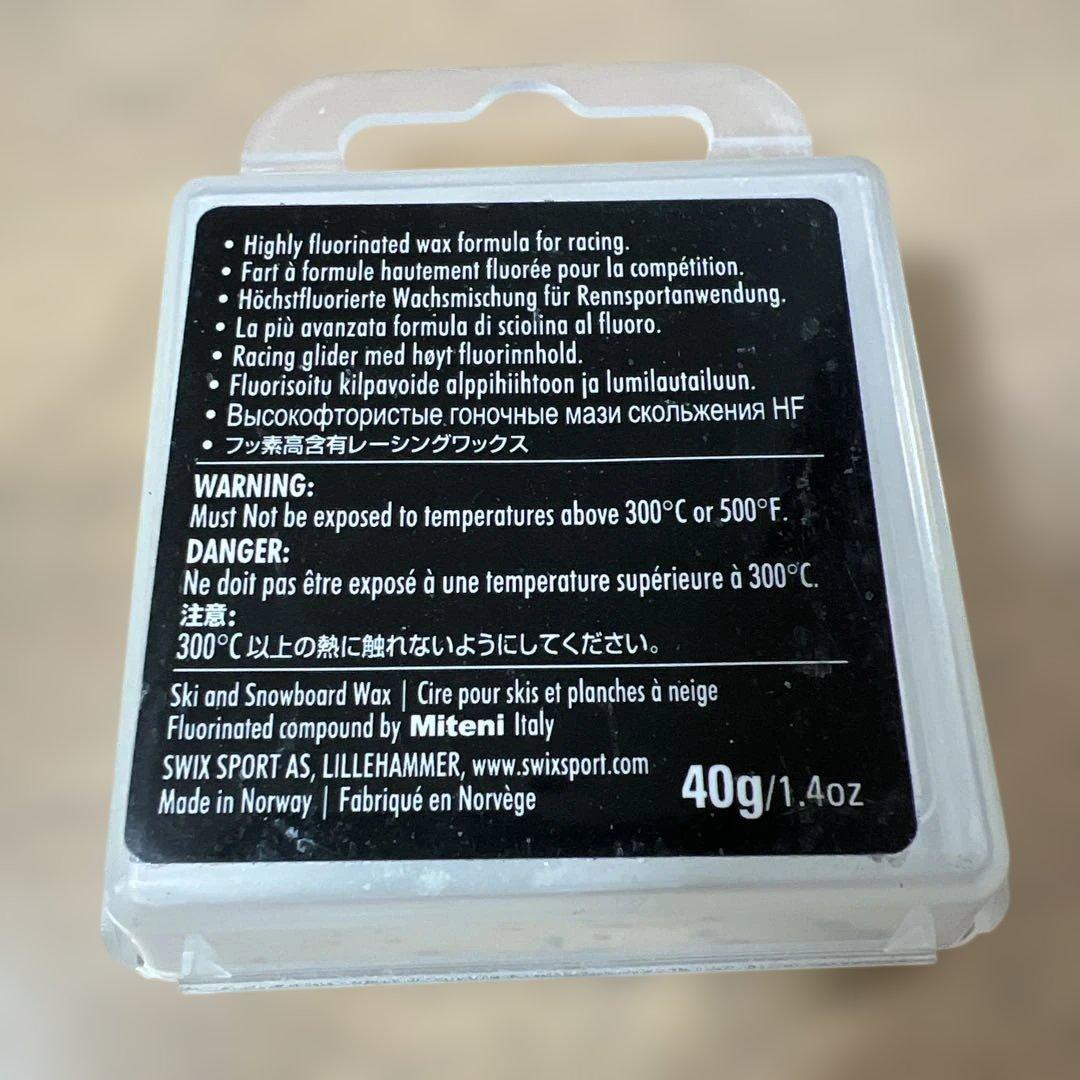 • Highly fluorinated wax formula for racing.
• Fart à formule hautement fluorée pour la compétition.
• Höchstfluorierte Wachsmischung für Rennsportanwendung.
• La più avanzata formula di sciolina al fluoro.
• Racing glider med høyt fluorinnhold.
• Fluorisoitu kilpavoide alppihiihtoon ja lumilautailuun.
• Высокофтористые гоночные мази скольжения HF
• フッ素高含有レーシングワックス
WARNING:
Must Not be exposed to temperatures above 300°C or 500°F.
DANGER:
Ne doit pas être exposé à une temperature supérieure à 300°C.
注意:
300°C以上の熱に触れないようにしてください。
Ski and Snowboard Wax | Cire pour skis et planches à neige
Fluorinated compound by Miteni Italy
SWIX SPORT AS, LILLEHAMMER, www.swixsport.com
Made in Norway | Fabriqué en Norvège
40g/1.4oz